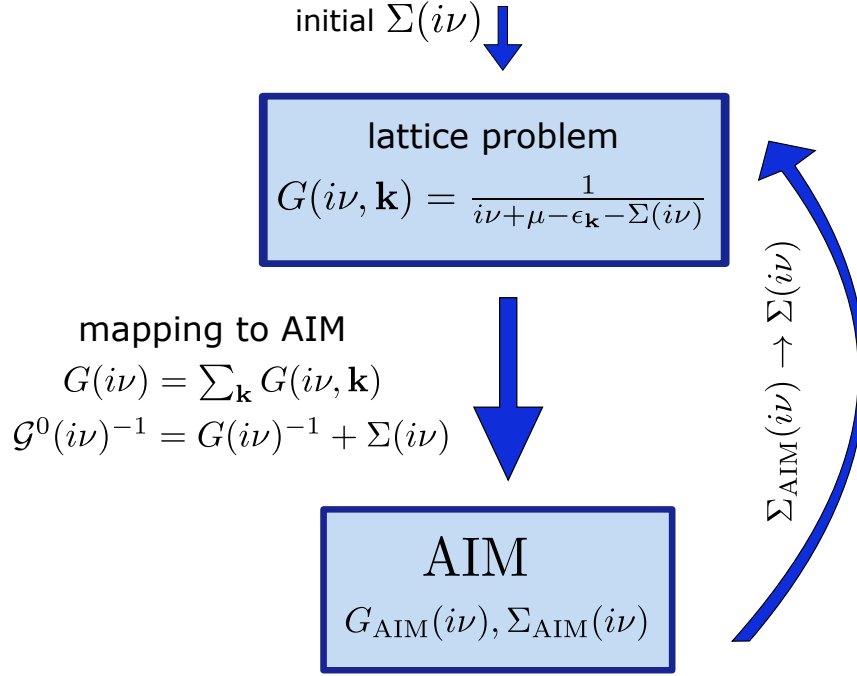 initial Σ(iν)
lattice problem
G(iν, 𝐤) = 1 / (iν+μ−ϵ_𝐤−Σ(iν))
mapping to AIM
G(iν) = ∑_𝐤 G(iν, 𝐤)
𝒢⁰(iν)⁻¹ = G(iν)⁻¹ + Σ(iν)
Σ_AIM(iν) → Σ(iν)
AIM
G_AIM(iν), Σ_AIM(iν)